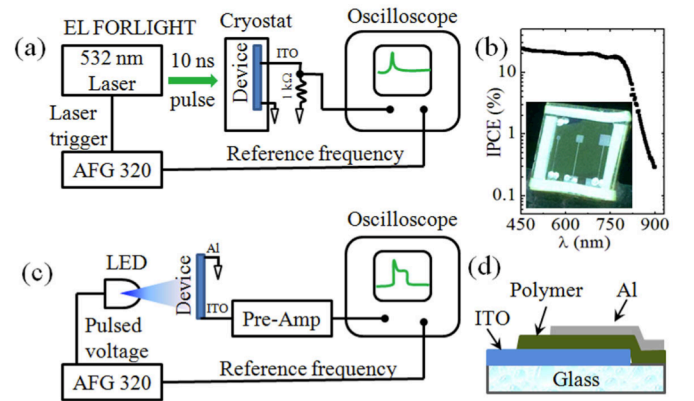 (a)
EL FORLIGHT
532 nm
Laser
10 ns
pulse
Cryostat
Device
ITO
1 kΩ
Oscilloscope
Laser
trigger
AFG 320
Reference frequency
(b)
IPCE (%)
10
1
0.1
450
600
750
900
λ (nm)
(c)
LED
Device
Al
ITO
Pre-Amp
Oscilloscope
Pulsed
voltage
AFG 320
Reference frequency
(d)
Polymer
Al
ITO
Glass